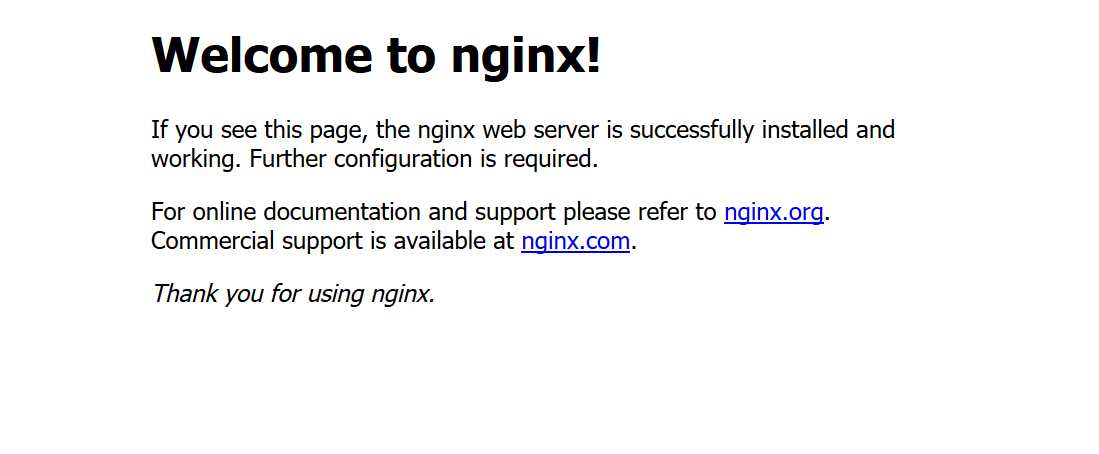 Welcome to nginx!
If you see this page, the nginx web server is successfully installed and
working. Further configuration is required.
For online documentation and support please refer to nginx.org.
Commercial support is available at nginx.com.
Thank you for using nginx.